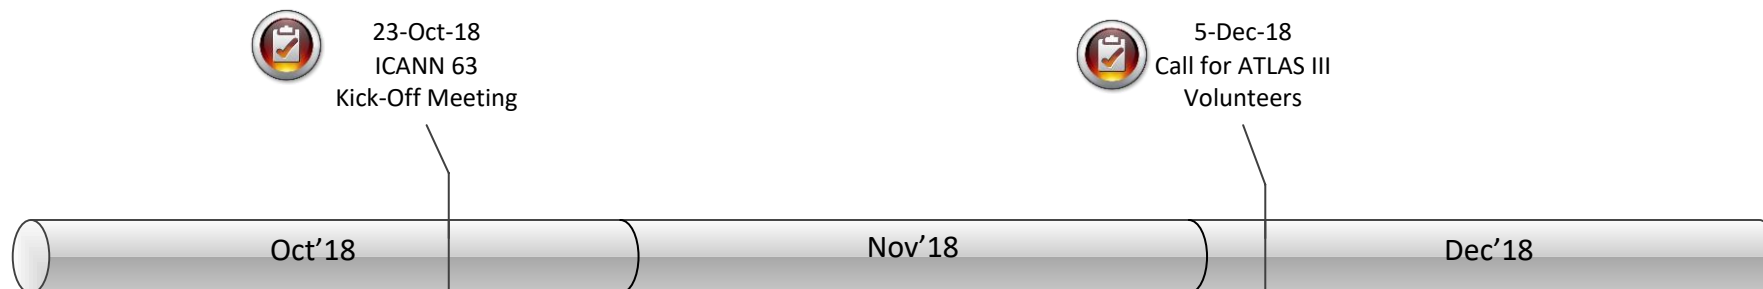 23-Oct-18
ICANN 63
Kick-Off Meeting
5-Dec-18
Call for ATLAS III
Volunteers
Oct’18
Nov’18
Dec’18